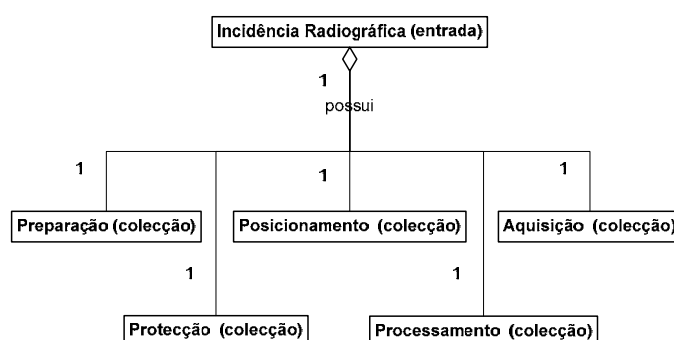 Incidência Radiográfica (entrada)
1
possui
1
1
1
Preparação (colecção)
Posicionamento (colecção)
Aquisição (colecção)
1
1
Protecção (colecção)
Processamento (colecção)